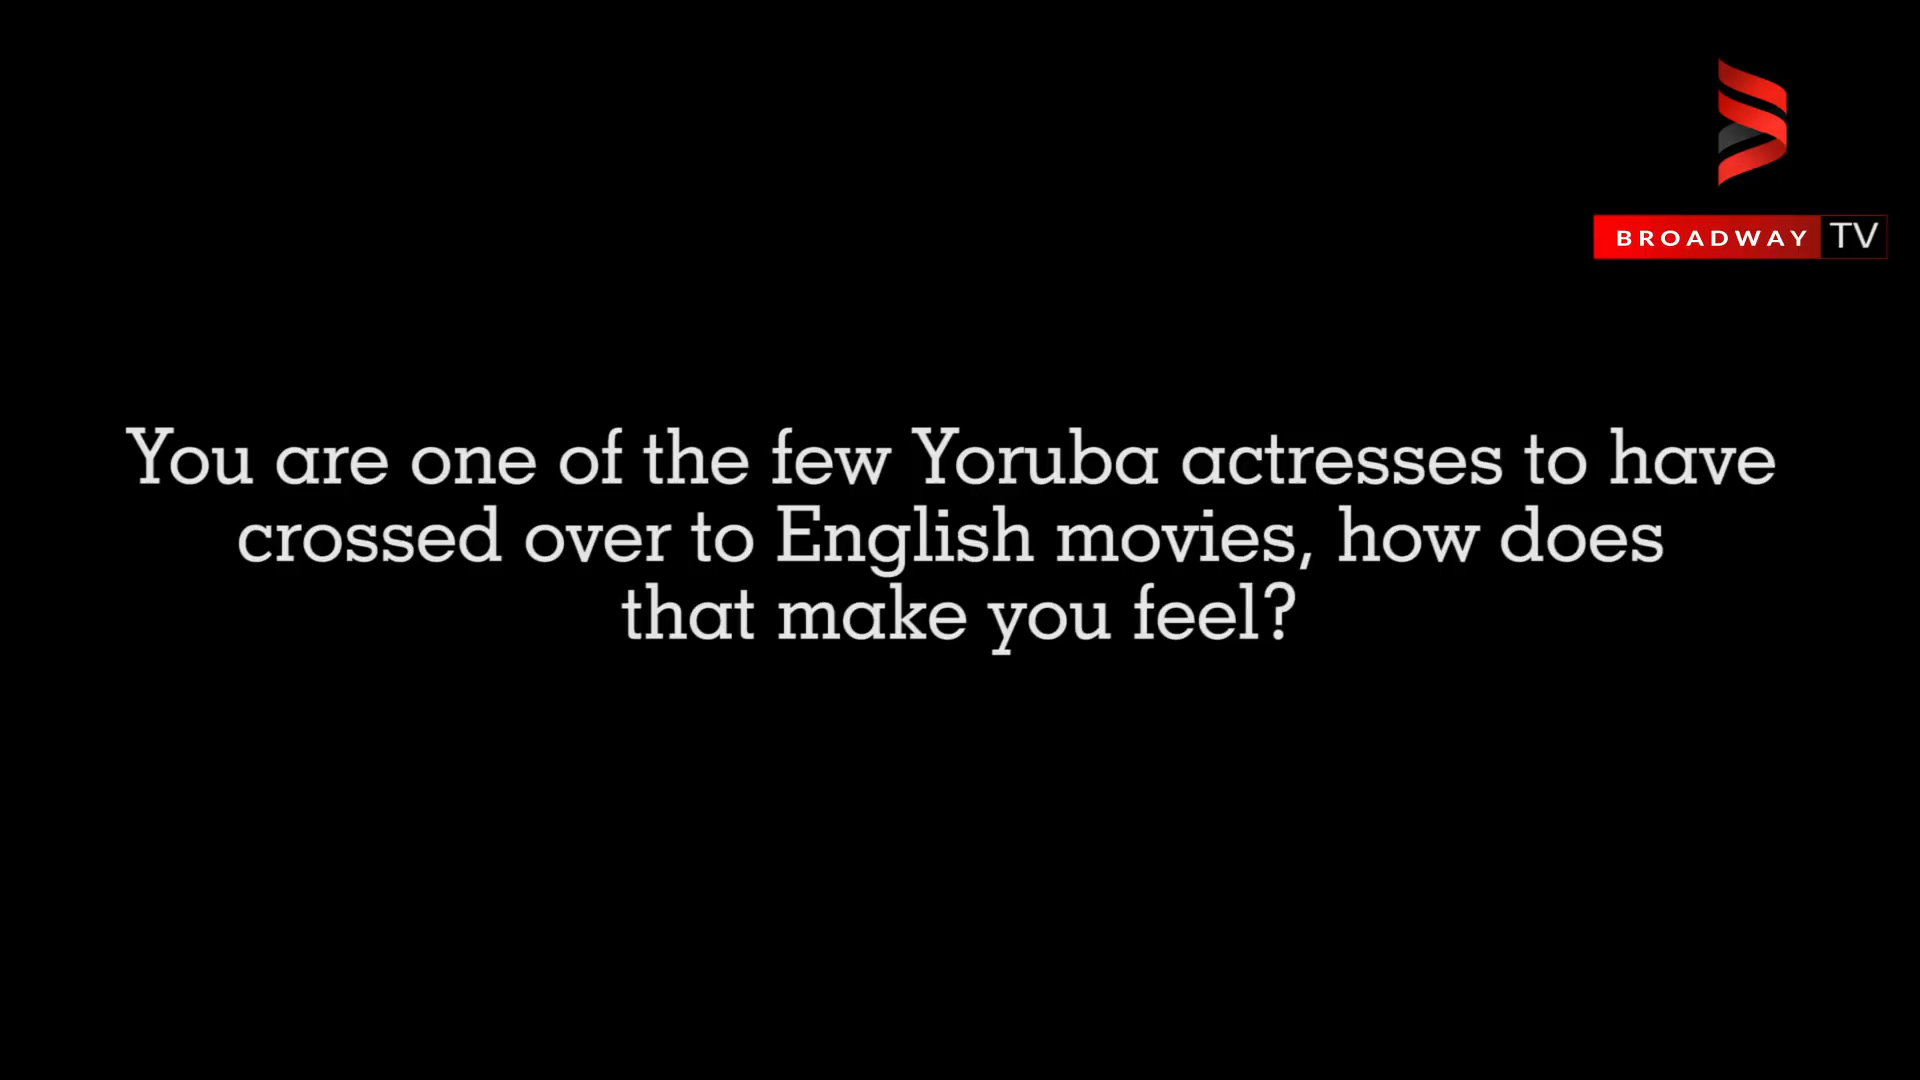 BROADWAY TV
You are one of the few Yoruba actresses to have
crossed over to English movies, how does
that make you feel?